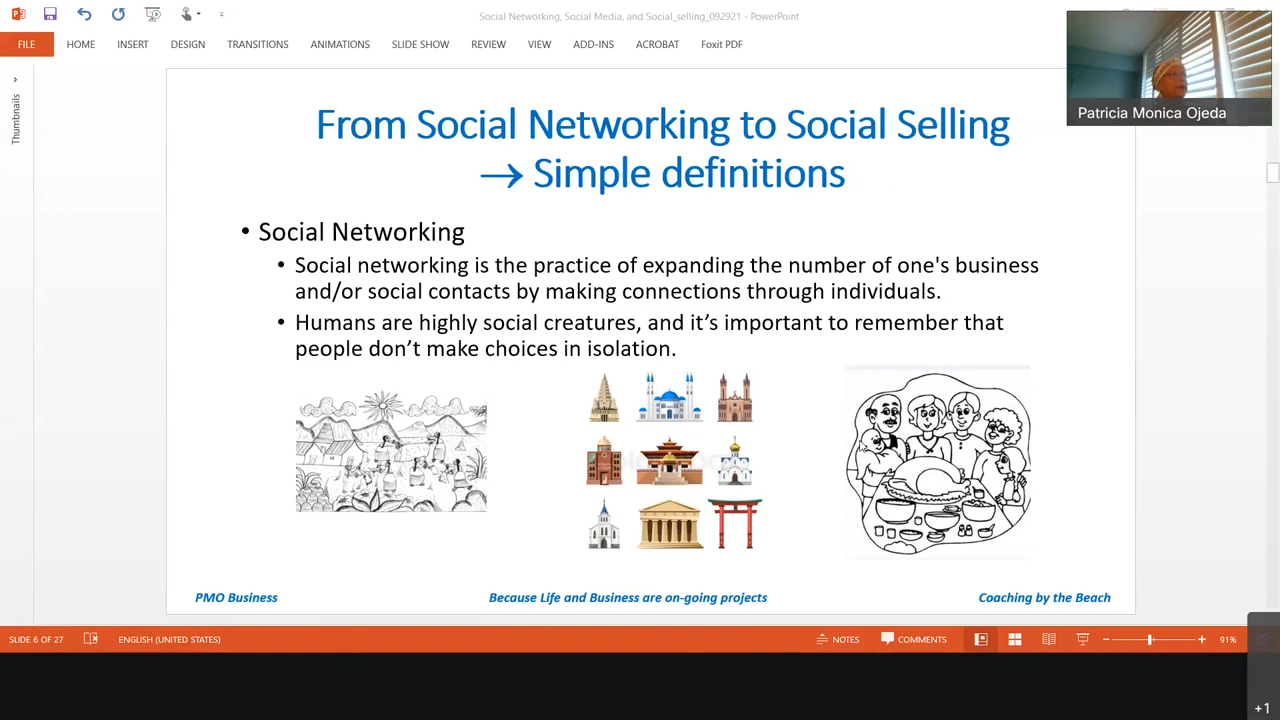 Social Networking, Social Media, and Social_selling_092921 - PowerPoint
FILE HOME INSERT DESIGN TRANSITIONS ANIMATIONS SLIDE SHOW REVIEW VIEW ADD-INS ACROBAT Foxit PDF
Patricia Monica Ojeda
Thumbnails
From Social Networking to Social Selling
→ Simple definitions
• Social Networking
• Social networking is the practice of expanding the number of one's business
and/or social contacts by making connections through individuals.
• Humans are highly social creatures, and it’s important to remember that
people don’t make choices in isolation.
PMO Business Because Life and Business are on-going projects Coaching by the Beach
SLIDE 6 OF 27 ENGLISH (UNITED STATES) NOTES COMMENTS 91%
+1